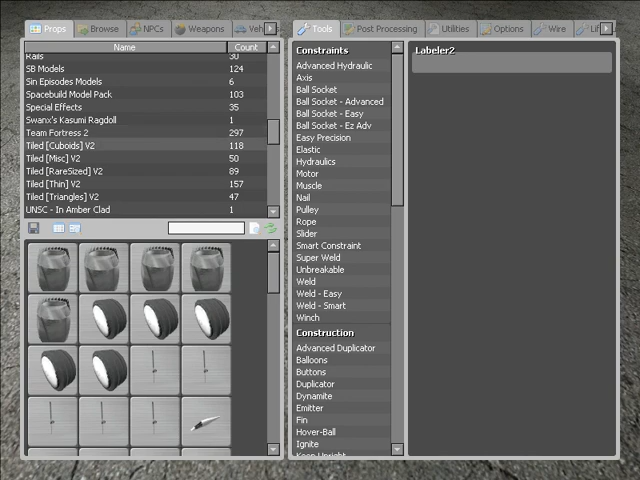 Props
Browse
NPCs
Weapons
Name
Count
Rails 30
SB Models 124
Sin Episodes Models 6
Spacebuild Model Pack 103
Special Effects 35
Swanx's Kasumi Ragdoll 1
Team Fortress 2 297
Tiled [Cuboids] V2 118
Tiled [Misc] V2 50
Tiled [RareSized] V2 89
Tiled [Thin] V2 157
Tiled [Triangles] V2 47
UNSC - In Amber Clad 1
Tools
Post Processing
Utilities
Options
Wire
Constraints
Advanced Hydraulic
Axis
Ball Socket
Ball Socket - Advanced
Ball Socket - Easy
Ball Socket - Ez Adv
Easy Precision
Elastic
Hydraulics
Motor
Muscle
Nail
Pulley
Rope
Slider
Smart Constraint
Super Weld
Unbreakable
Weld
Weld - Easy
Weld - Smart
Winch
Construction
Advanced Duplicator
Balloons
Buttons
Duplicator
Dynamite
Emitter
Fin
Hover-Ball
Ignite
Keep Upright
Labeler2